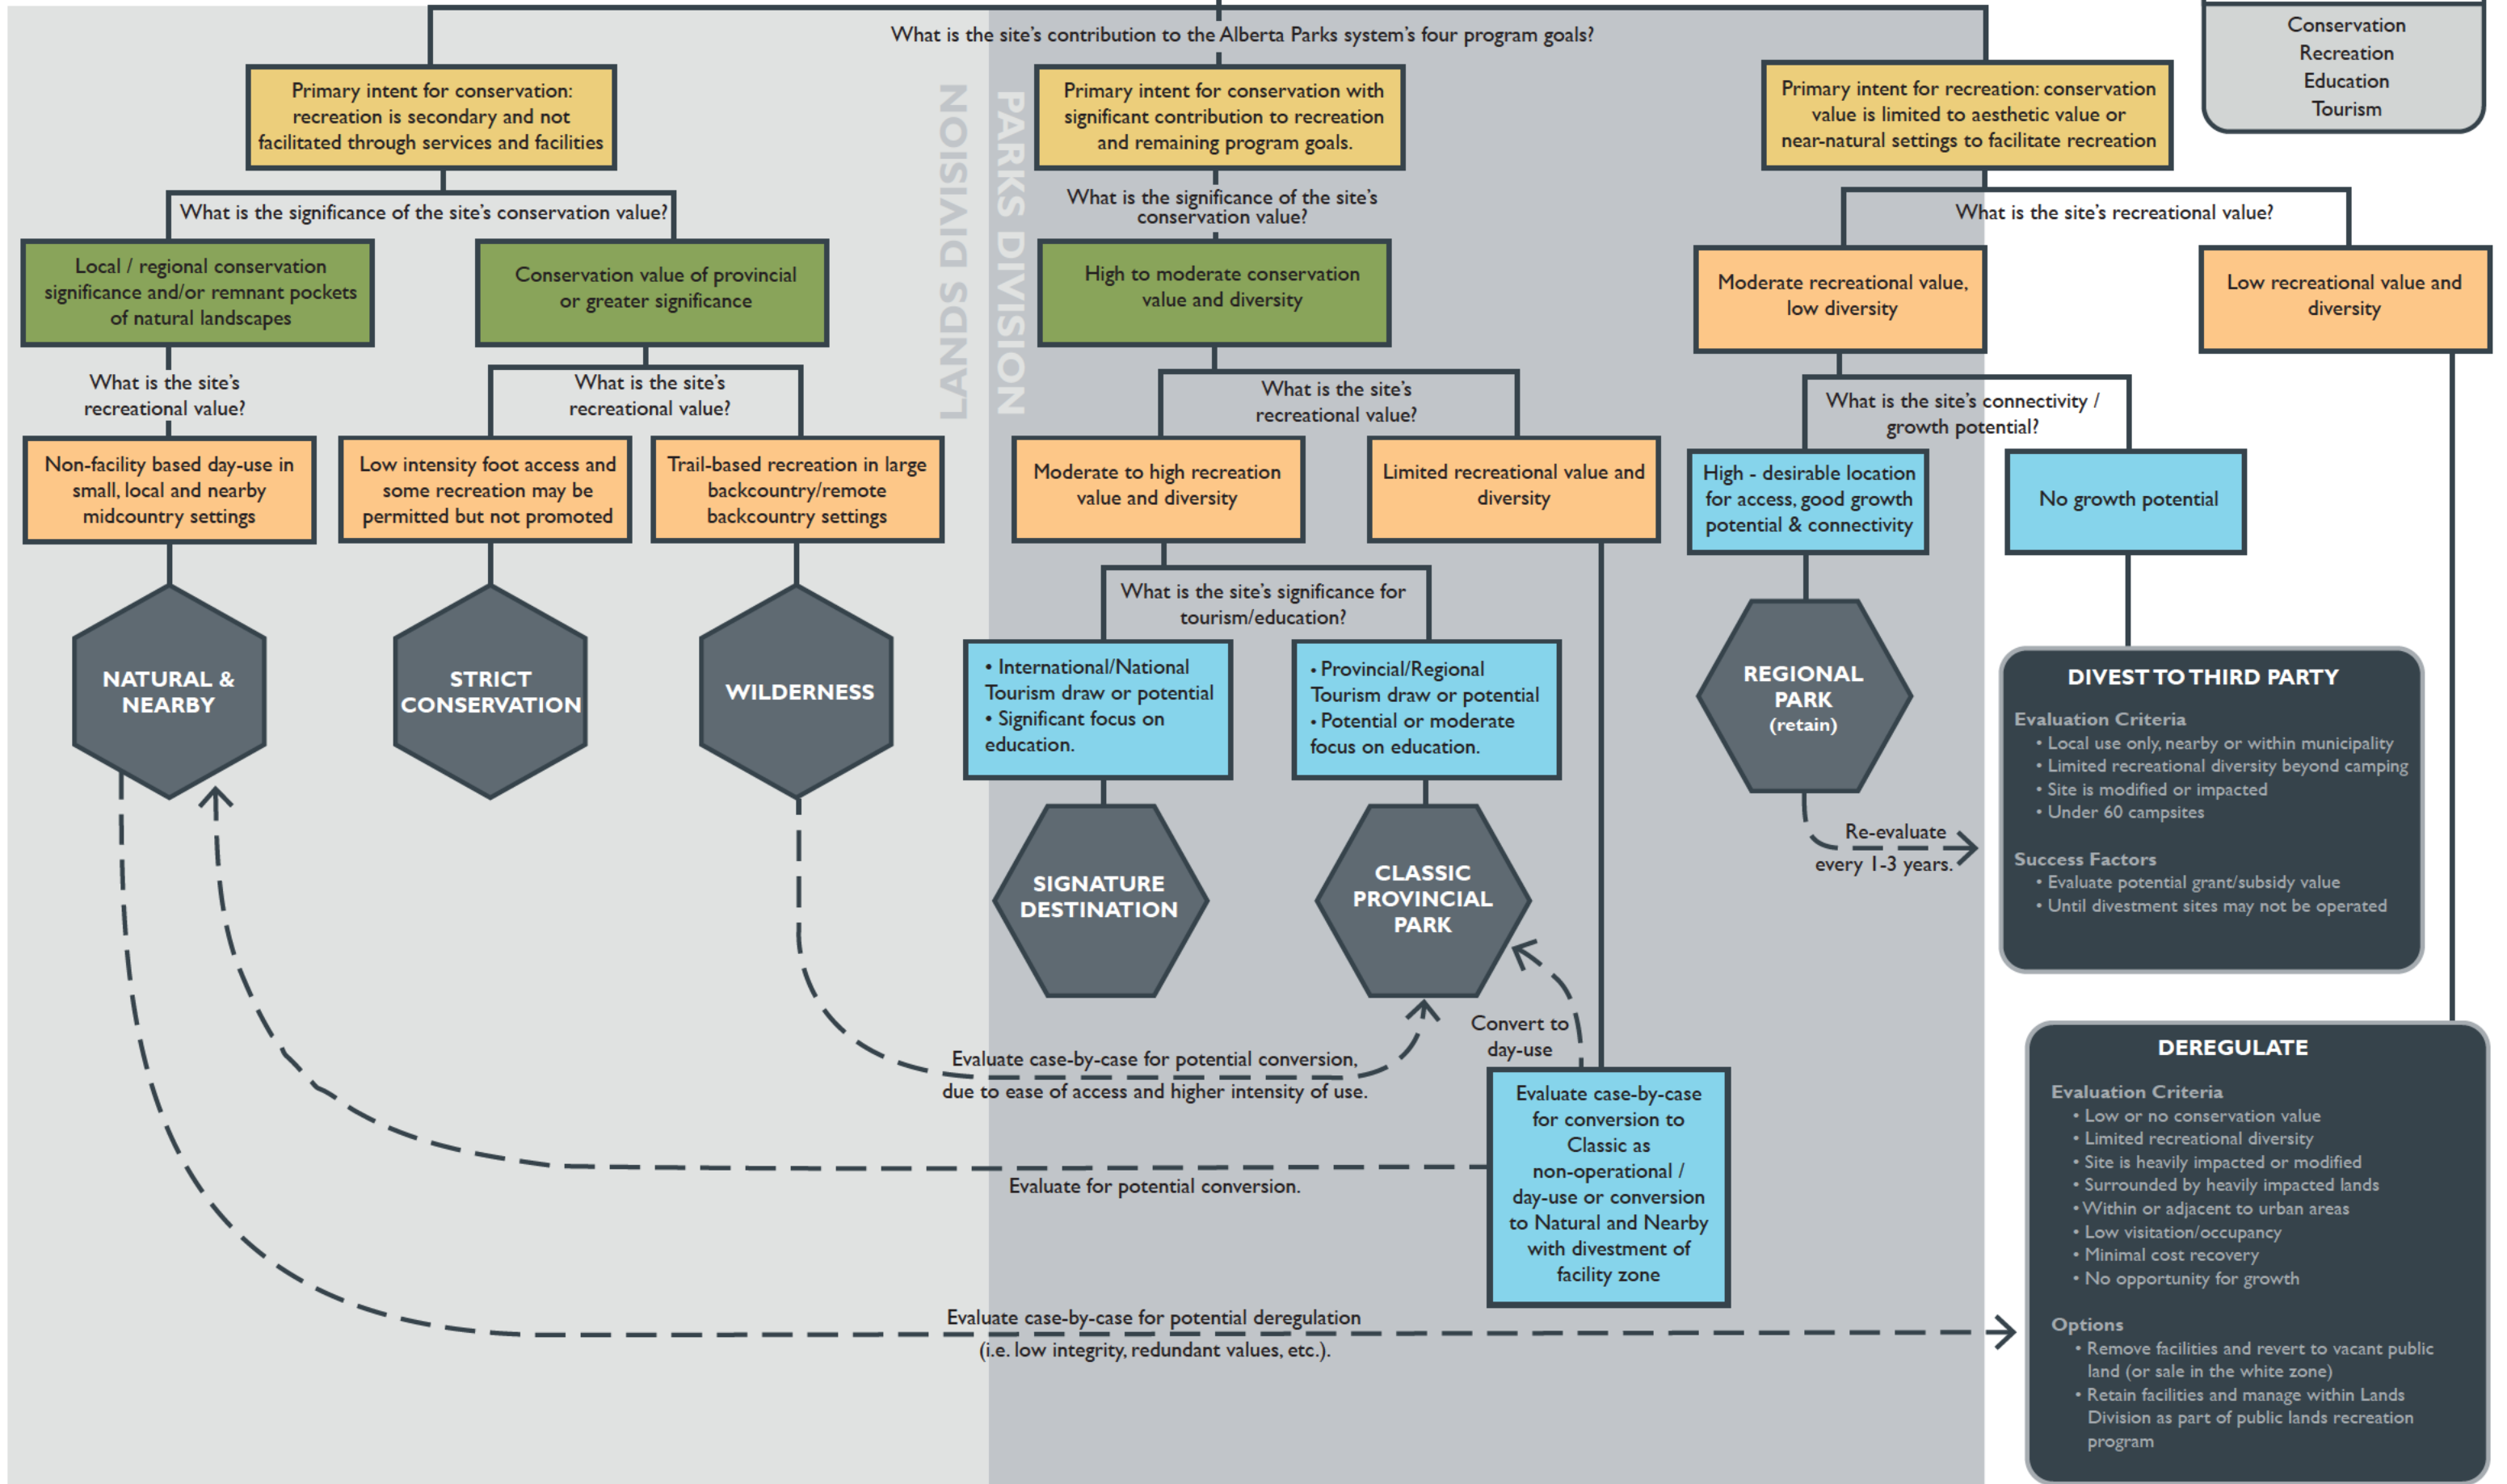 What is the site's contribution to the Alberta Parks system's four program goals?
Conservation
Recreation
Education
Tourism
Primary intent for conservation:
recreation is secondary and not
facilitated through services and facilities
Primary intent for conservation with
significant contribution to recreation
and remaining program goals.
Primary intent for recreation: conservation
value is limited to aesthetic value or
near-natural settings to facilitate recreation
LANDS DIVISION
PARKS DIVISION
What is the significance of the site's conservation value?
What is the significance of the site's
conservation value?
What is the site's recreational value?
Local / regional conservation
significance and/or remnant pockets
of natural landscapes
Conservation value of provincial
or greater significance
High to moderate conservation
value and diversity
Moderate recreational value,
low diversity
Low recreational value and
diversity
What is the site's
recreational value?
What is the site's
recreational value?
What is the site's
recreational value?
What is the site's connectivity /
growth potential?
Non-facility based day-use in
small, local and nearby
midcountry settings
Low intensity foot access and
some recreation may be
permitted but not promoted
Trail-based recreation in large
backcountry/remote
backcountry settings
Moderate to high recreation
value and diversity
Limited recreational value and
diversity
High - desirable location
for access, good growth
potential & connectivity
No growth potential
What is the site's significance for
tourism/education?
NATURAL &
NEARBY
STRICT
CONSERVATION
WILDERNESS
• International/National
Tourism draw or potential
• Significant focus on
education.
• Provincial/Regional
Tourism draw or potential
• Potential or moderate
focus on education.
REGIONAL
PARK
(retain)
DIVEST TO THIRD PARTY
Evaluation Criteria
• Local use only, nearby or within municipality
• Limited recreational diversity beyond camping
• Site is modified or impacted
• Under 60 campsites
Success Factors
• Evaluate potential grant/subsidy value
• Until divestment sites may not be operated
Re-evaluate
every 1-3 years.
SIGNATURE
DESTINATION
CLASSIC
PROVINCIAL
PARK
Convert to
day-use
Evaluate case-by-case for potential conversion,
due to ease of access and higher intensity of use.
Evaluate case-by-case
for conversion to
Classic as
non-operational /
day-use or conversion
to Natural and Nearby
with divestment of
facility zone
Evaluate for potential conversion.
Evaluate case-by-case for potential deregulation
(i.e. low integrity, redundant values, etc.).
DEREGULATE
Evaluation Criteria
• Low or no conservation value
• Limited recreational diversity
• Site is heavily impacted or modified
• Surrounded by heavily impacted lands
• Within or adjacent to urban areas
• Low visitation/occupancy
• Minimal cost recovery
• No opportunity for growth
Options
• Remove facilities and revert to vacant public
land (or sale in the white zone)
• Retain facilities and manage within Lands
Division as part of public lands recreation
program